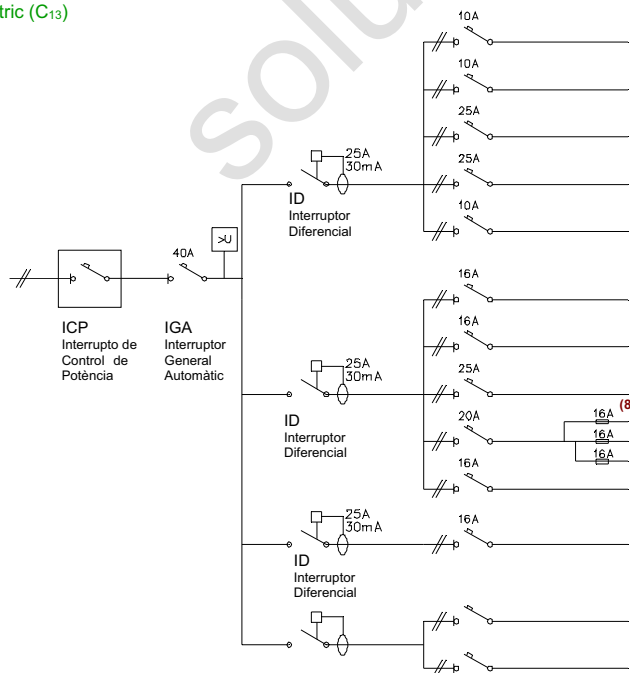 tric (C₁₃)
solu
10A
10A
25A
25A
10A
25A
30mA
ID
Interruptor
Diferencial
40A
ICP
Interrupto de
Control de
Potència
IGA
Interruptor
General
Automàtic
16A
16A
25A
20A
16A
(8
16A
16A
16A
25A
30mA
ID
Interruptor
Diferencial
25A
30mA
16A
ID
Interruptor
Diferencial